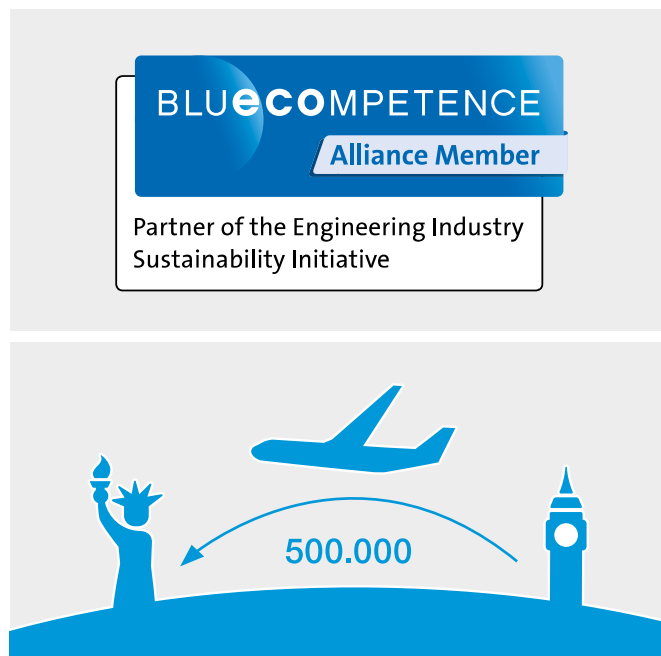 BLUeCOMPETENCE
Alliance Member
Partner of the Engineering Industry
Sustainability Initiative
500.000